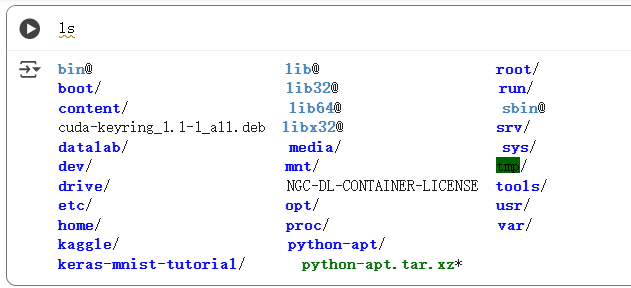 ls
bin@ lib@ root/
boot/ lib32@ run/
content/ lib64@ sbin@
cuda-keyring_1.1-1_all.deb libx32@ srv/
datalab/ media/ sys/
dev/ mnt/ tmp/
drive/ NGC-DL-CONTAINER-LICENSE tools/
etc/ opt/ usr/
home/ proc/ var/
kaggle/ python-apt/
keras-mnist-tutorial/ python-apt.tar.xz*